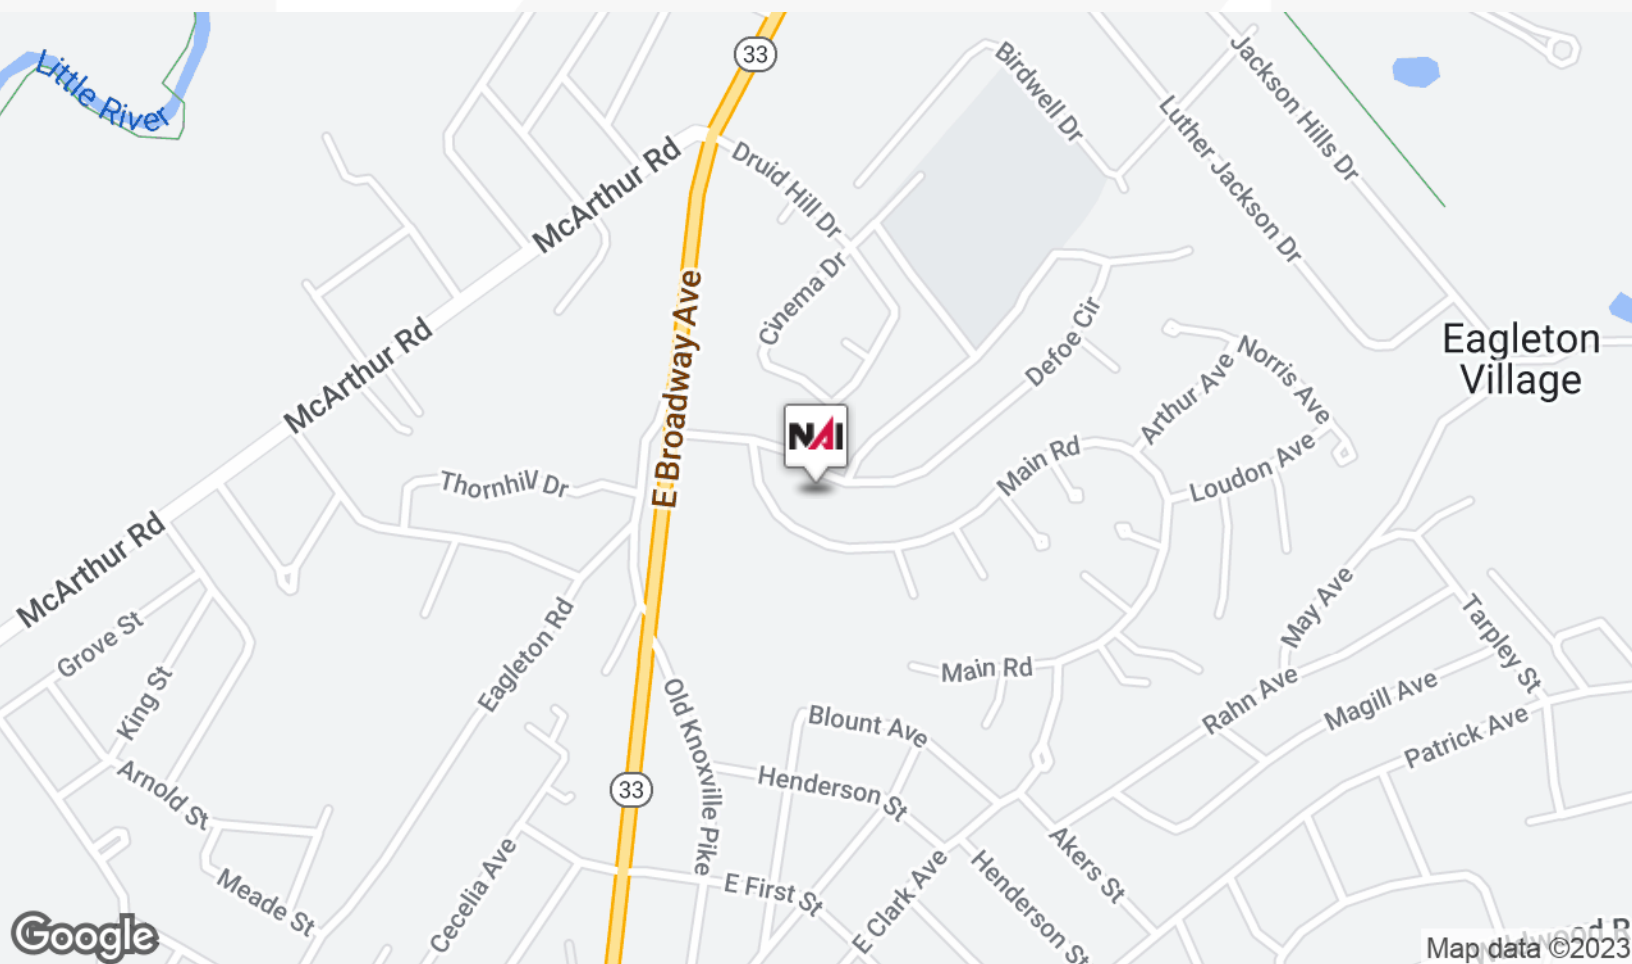 33
Little River
Birdwell Dr
Jackson Hills Dr
Luther Jackson Dr
McArthur Rd
Druid Hill Dr
Cinema Dr
E Broadway Ave
Defoe Cir
Eagleton
Village
Norris Ave
Arthur Ave
McArthur Rd
NAI
Main Rd
Loudon Ave
Thornhill Dr
McArthur Rd
Grove St
King St
Eagleton Rd
May Ave
Tarpley St
Main Rd
Rahn Ave
Magill Ave
Patrick Ave
Old Knoxville Pike
Blount Ave
Henderson St
33
Arnold St
Meade St
Cecelia Ave
E First St
E Clark Ave
Henderson St
Akers St
Google
Map data ©2023